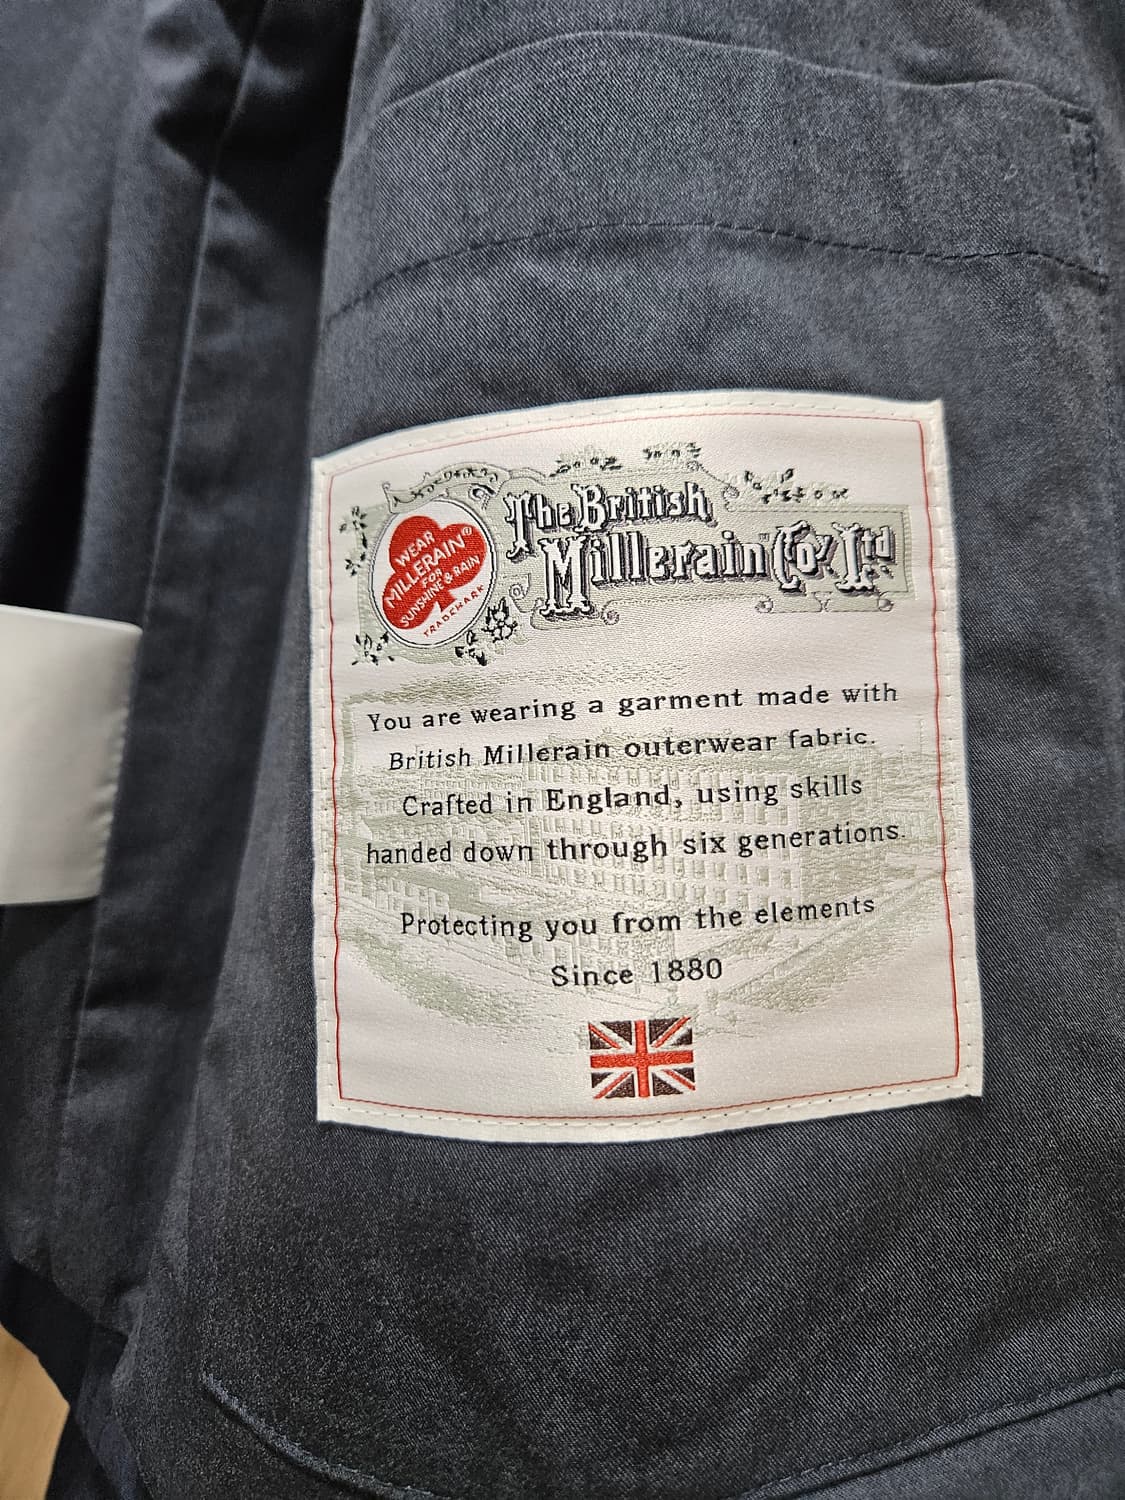 WEAR
MILLERAIN®
FOR
SUNSHINE & RAIN
TRADEMARK
The British
Millerain Coy Ltd
You are wearing a garment made with
British Millerain outerwear fabric.
Crafted in England, using skills
handed down through six generations.
Protecting you from the elements
Since 1880